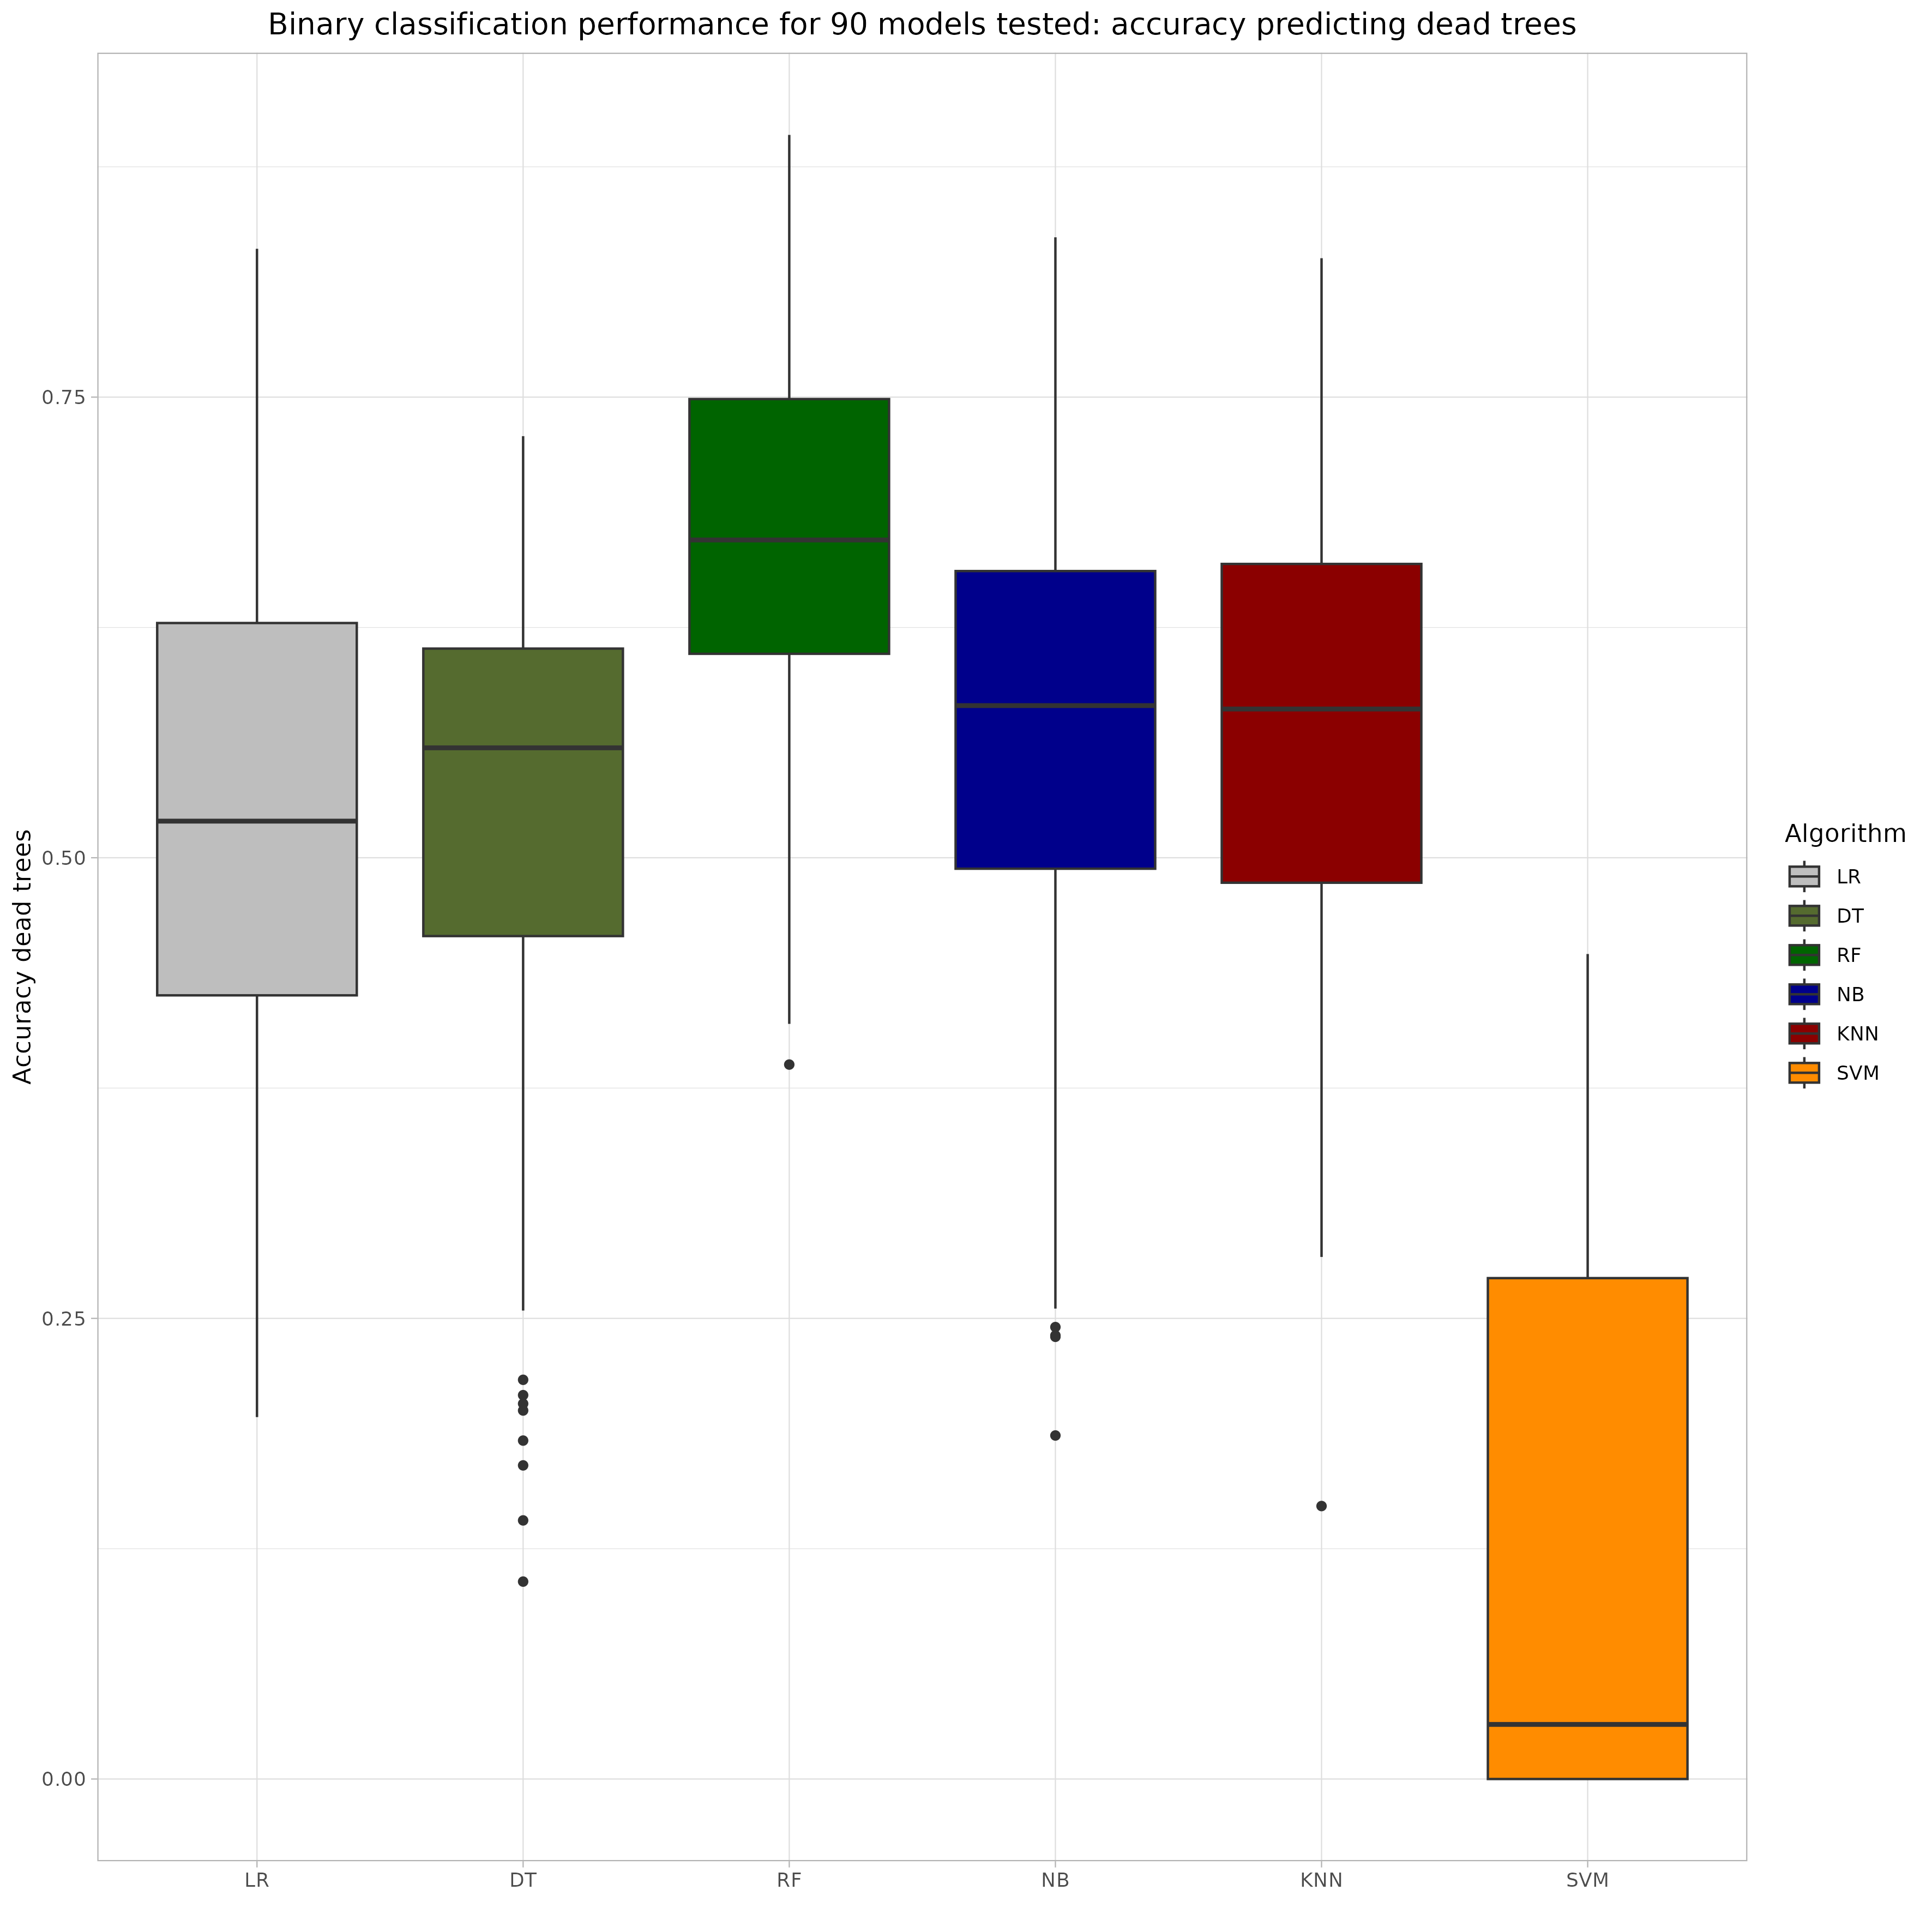 Binary classification performance for 90 models tested: accuracy predicting dead trees
Accuracy dead trees
0.75
0.50
0.25
0.00
LR
DT
RF
NB
KNN
SVM
Algorithm
LR
DT
RF
NB
KNN
SVM